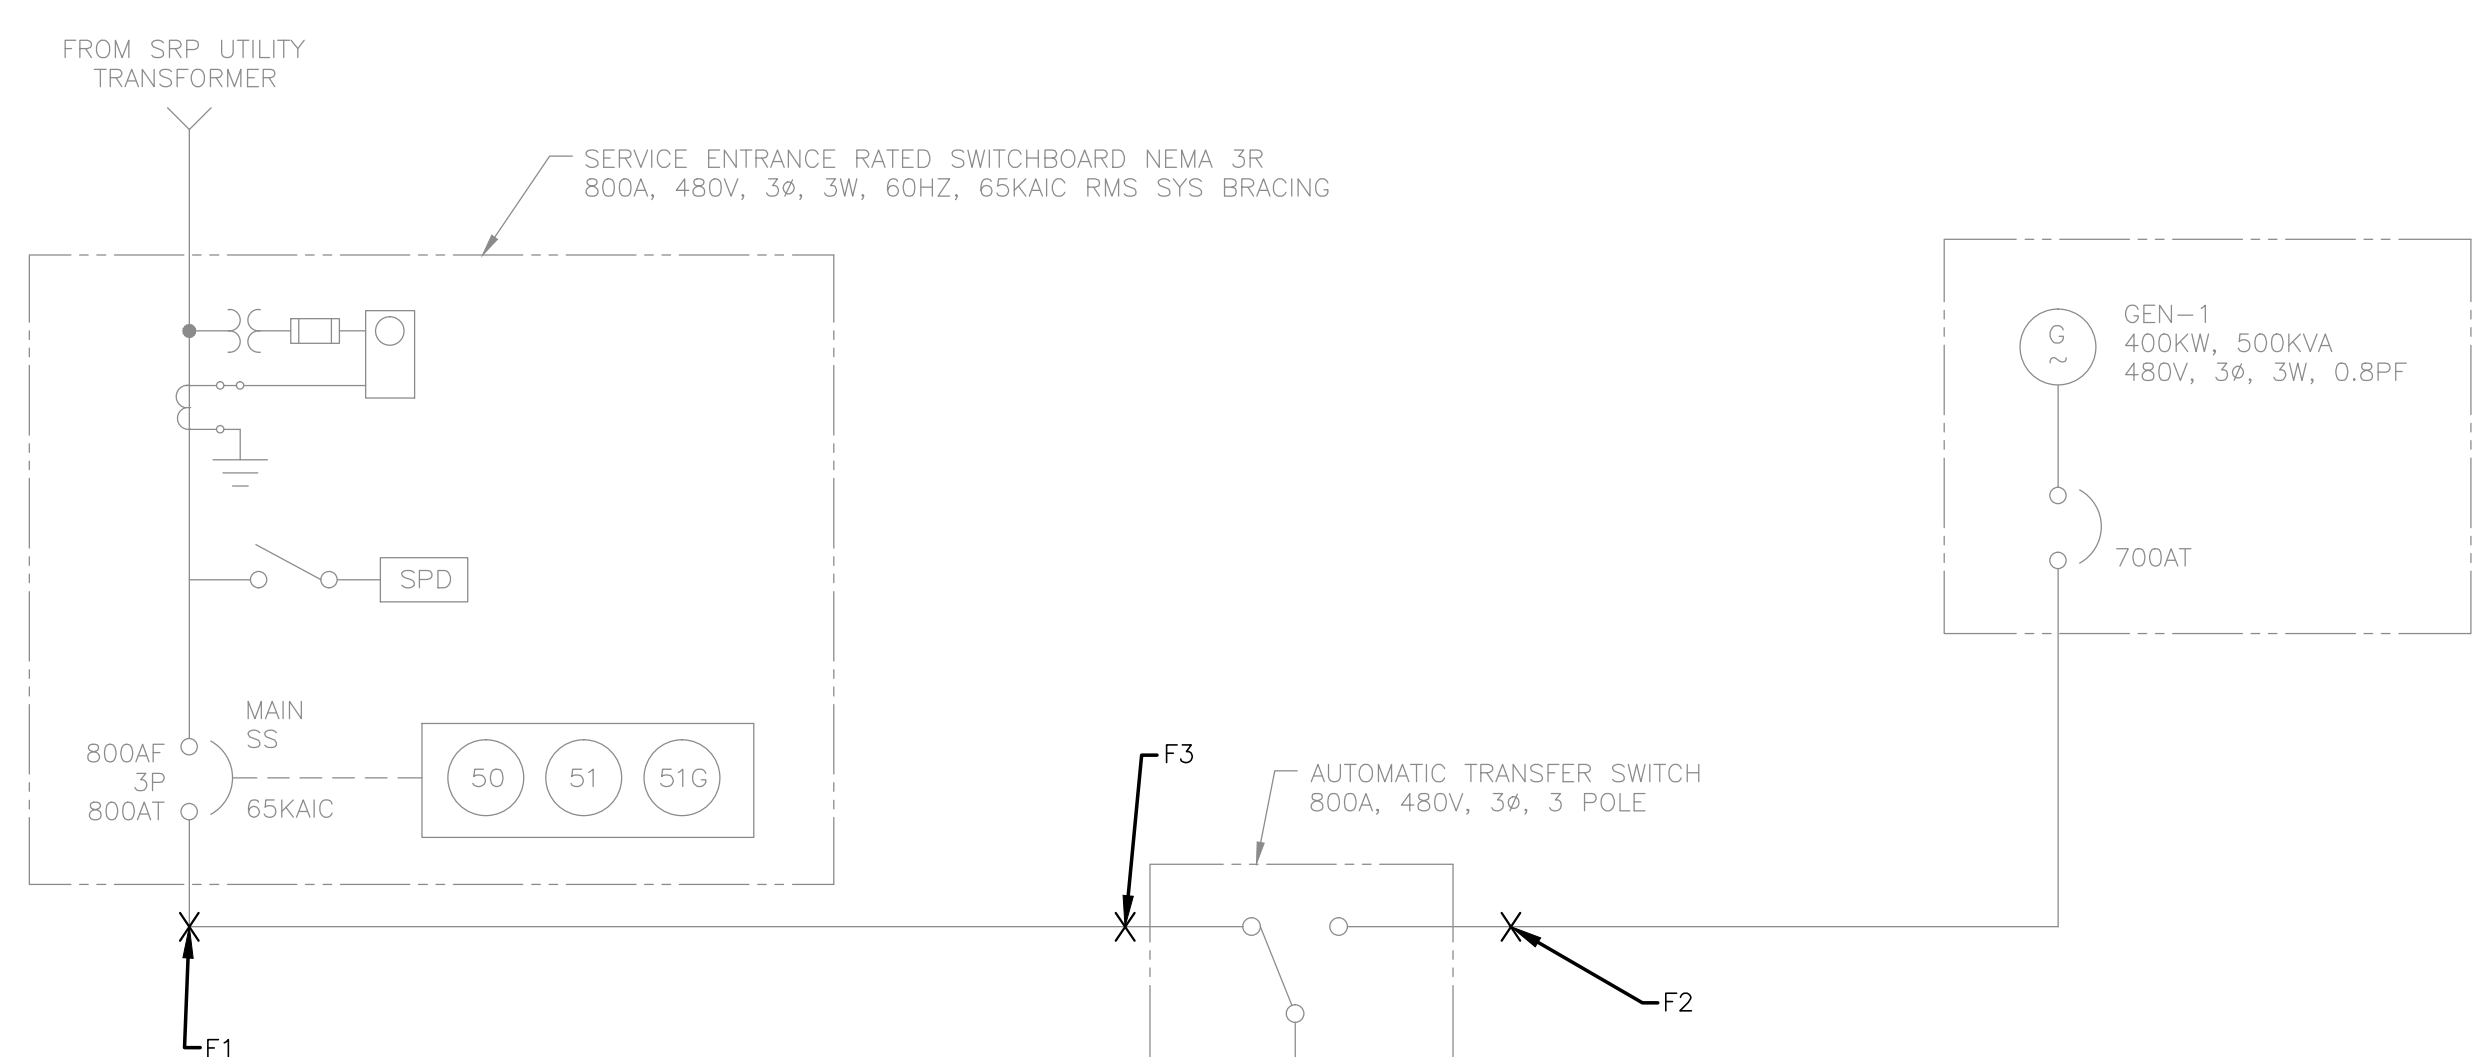 FROM SRP UTILITY
TRANSFORMER
SERVICE ENTRANCE RATED SWITCHBOARD NEMA 3R
800A, 480V, 3ø, 3W, 60HZ, 65KAIC RMS SYS BRACING
G
~
GEN-1
400KW, 500KVA
480V, 3ø, 3W, 0.8PF
700AT
SPD
MAIN
SS
800AF
3P
800AT
65KAIC
50
51
51G
F3
AUTOMATIC TRANSFER SWITCH
800A, 480V, 3ø, 3 POLE
F2
F1